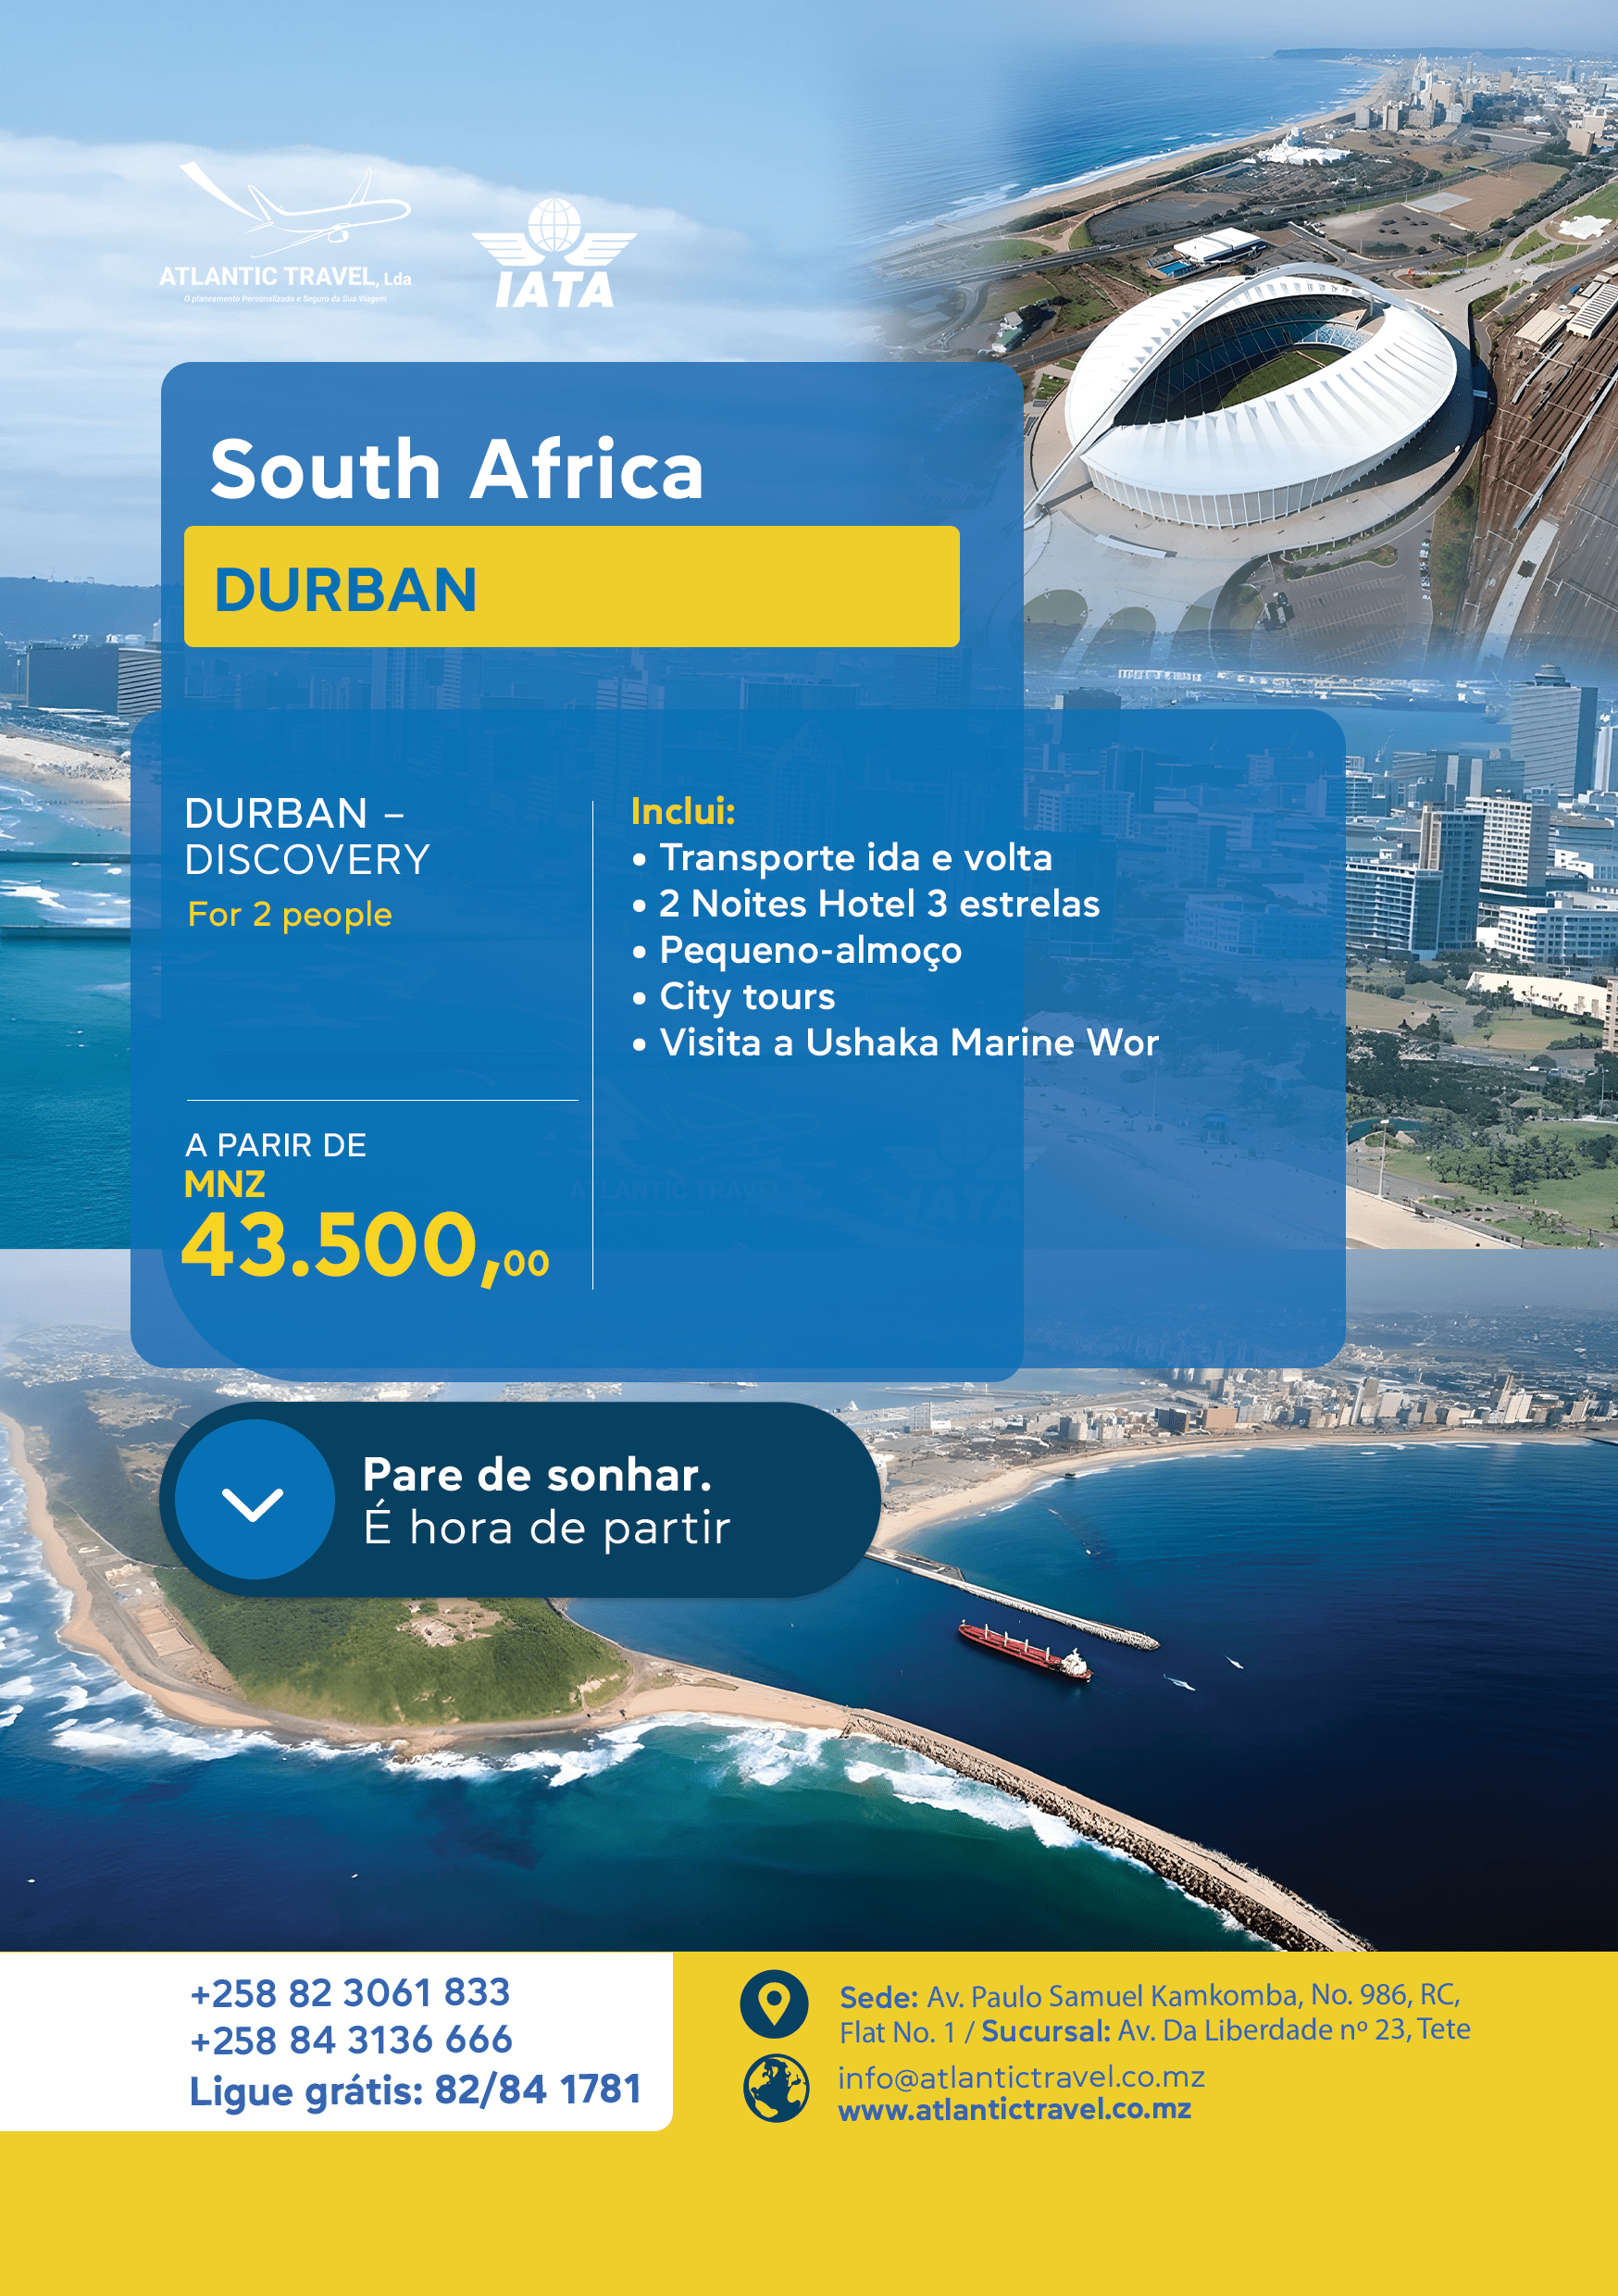 ATLANTIC TRAVEL, Lda
O planeamento Personalizado e Seguro da Sua Viagem
IATA
South Africa
DURBAN
DURBAN –
DISCOVERY
For 2 people
Inclui:
• Transporte ida e volta
• 2 Noites Hotel 3 estrelas
• Pequeno-almoço
• City tours
• Visita a Ushaka Marine Wor
A PARIR DE
MNZ
43.500,00
ATLANTIC TRAVEL
IATA
Pare de sonhar.
É hora de partir
+258 82 3061 833
+258 84 3136 666
Ligue grátis: 82/84 1781
Sede: Av. Paulo Samuel Kamkomba, No. 986, RC,
Flat No. 1 / Sucursal: Av. Da Liberdade nº 23, Tete
info@atlantictravel.co.mz
www.atlantictravel.co.mz